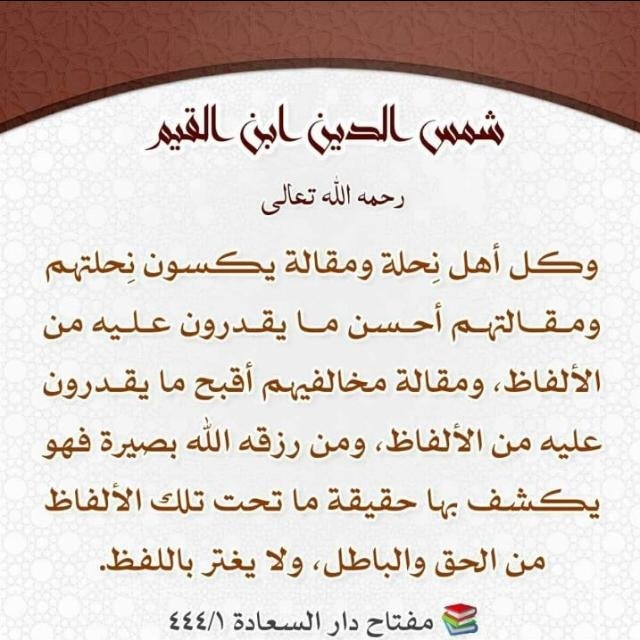 شمس الدين ابن القيم
رحمه الله تعالى
وكل أهل نِحلة ومقالة يكسون نِحلتهم
ومقالتهم أحسن ما يقدرون عليه من
الألفاظ، ومقالة مخالفيهم أقبح ما يقدرون
عليه من الألفاظ، ومن رزقه الله بصيرة فهو
يكشف بها حقيقة ما تحت تلك الألفاظ
من الحق والباطل، ولا يغتر باللفظ.
مفتاح دار السعادة ٤٤٤/١